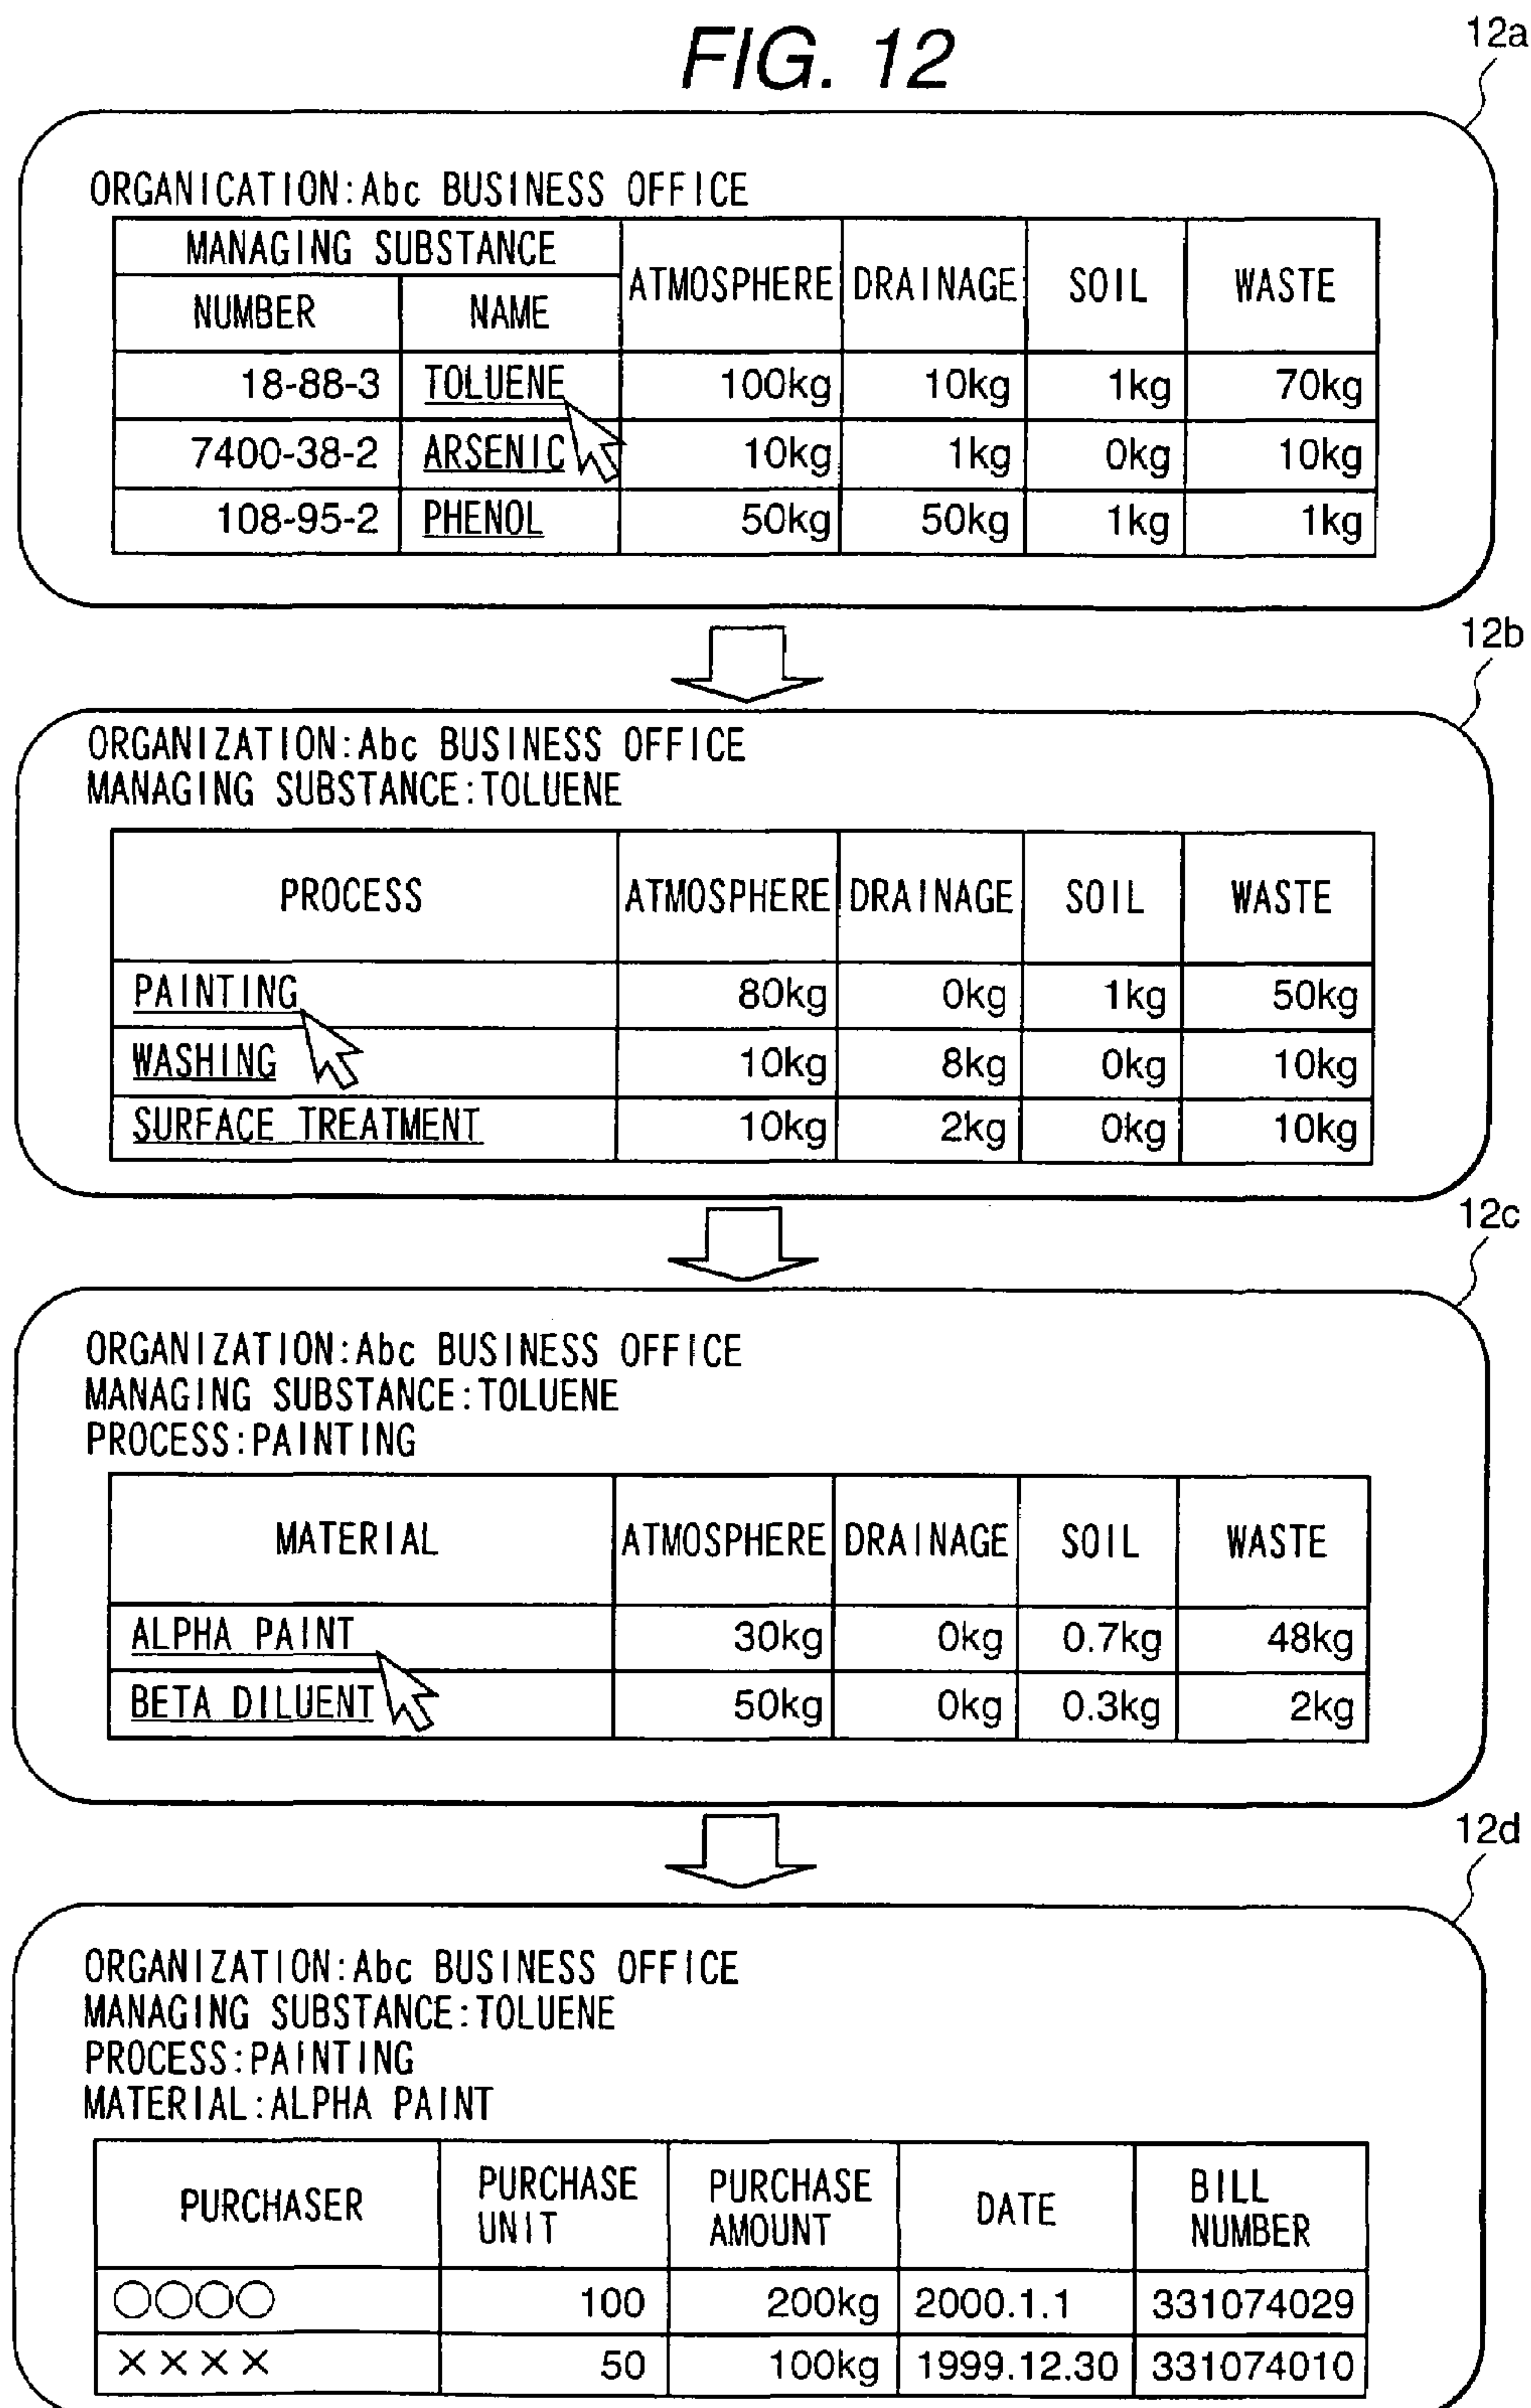 FIG. 12
12a
ORGANICATION:Abc BUSINESS OFFICE
MANAGING SUBSTANCE
NUMBER NAME ATMOSPHERE DRAINAGE SOIL WASTE
18-88-3 TOLUENE 100kg 10kg 1kg 70kg
7400-38-2 ARSENIC 10kg 1kg 0kg 10kg
108-95-2 PHENOL 50kg 50kg 1kg 1kg
12b
ORGANIZATION:Abc BUSINESS OFFICE
MANAGING SUBSTANCE:TOLUENE
PROCESS ATMOSPHERE DRAINAGE SOIL WASTE
PAINTING 80kg 0kg 1kg 50kg
WASHING 10kg 8kg 0kg 10kg
SURFACE TREATMENT 10kg 2kg 0kg 10kg
12c
ORGANIZATION:Abc BUSINESS OFFICE
MANAGING SUBSTANCE:TOLUENE
PROCESS:PAINTING
MATERIAL ATMOSPHERE DRAINAGE SOIL WASTE
ALPHA PAINT 30kg 0kg 0.7kg 48kg
BETA DILUENT 50kg 0kg 0.3kg 2kg
12d
ORGANIZATION:Abc BUSINESS OFFICE
MANAGING SUBSTANCE:TOLUENE
PROCESS:PAINTING
MATERIAL:ALPHA PAINT
PURCHASER PURCHASE UNIT PURCHASE AMOUNT DATE BILL NUMBER
○○○○ 100 200kg 2000.1.1 331074029
×××× 50 100kg 1999.12.30 331074010